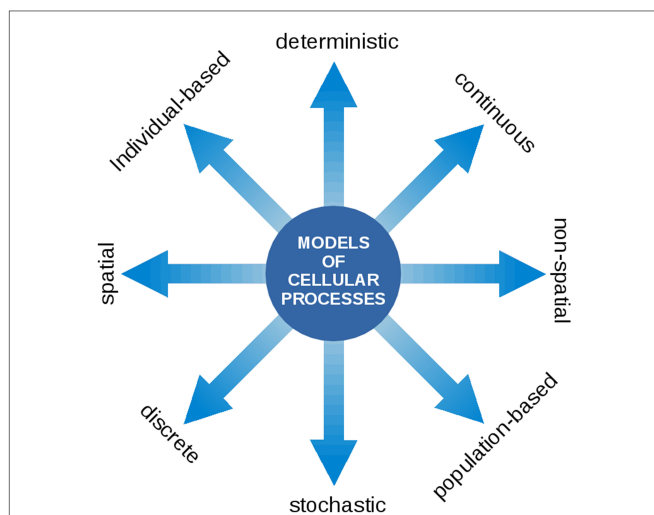 deterministic
Individual-based
continuous
spatial
MODELS
OF
CELLULAR
PROCESSES
non-spatial
discrete
population-based
stochastic